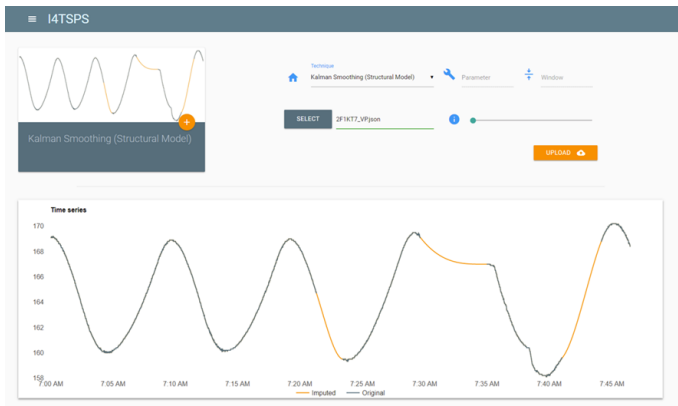 I4TSPS
Kalman Smoothing (Structural Model)
Technique
Kalman Smoothing (Structural Model)
Parameter
Window
SELECT
2F1KT7_VP.json
UPLOAD
Time series
170
168
166
164
162
160
158
7:00 AM 7:05 AM 7:10 AM 7:15 AM 7:20 AM 7:25 AM 7:30 AM 7:35 AM 7:40 AM 7:45 AM
Imputed Original